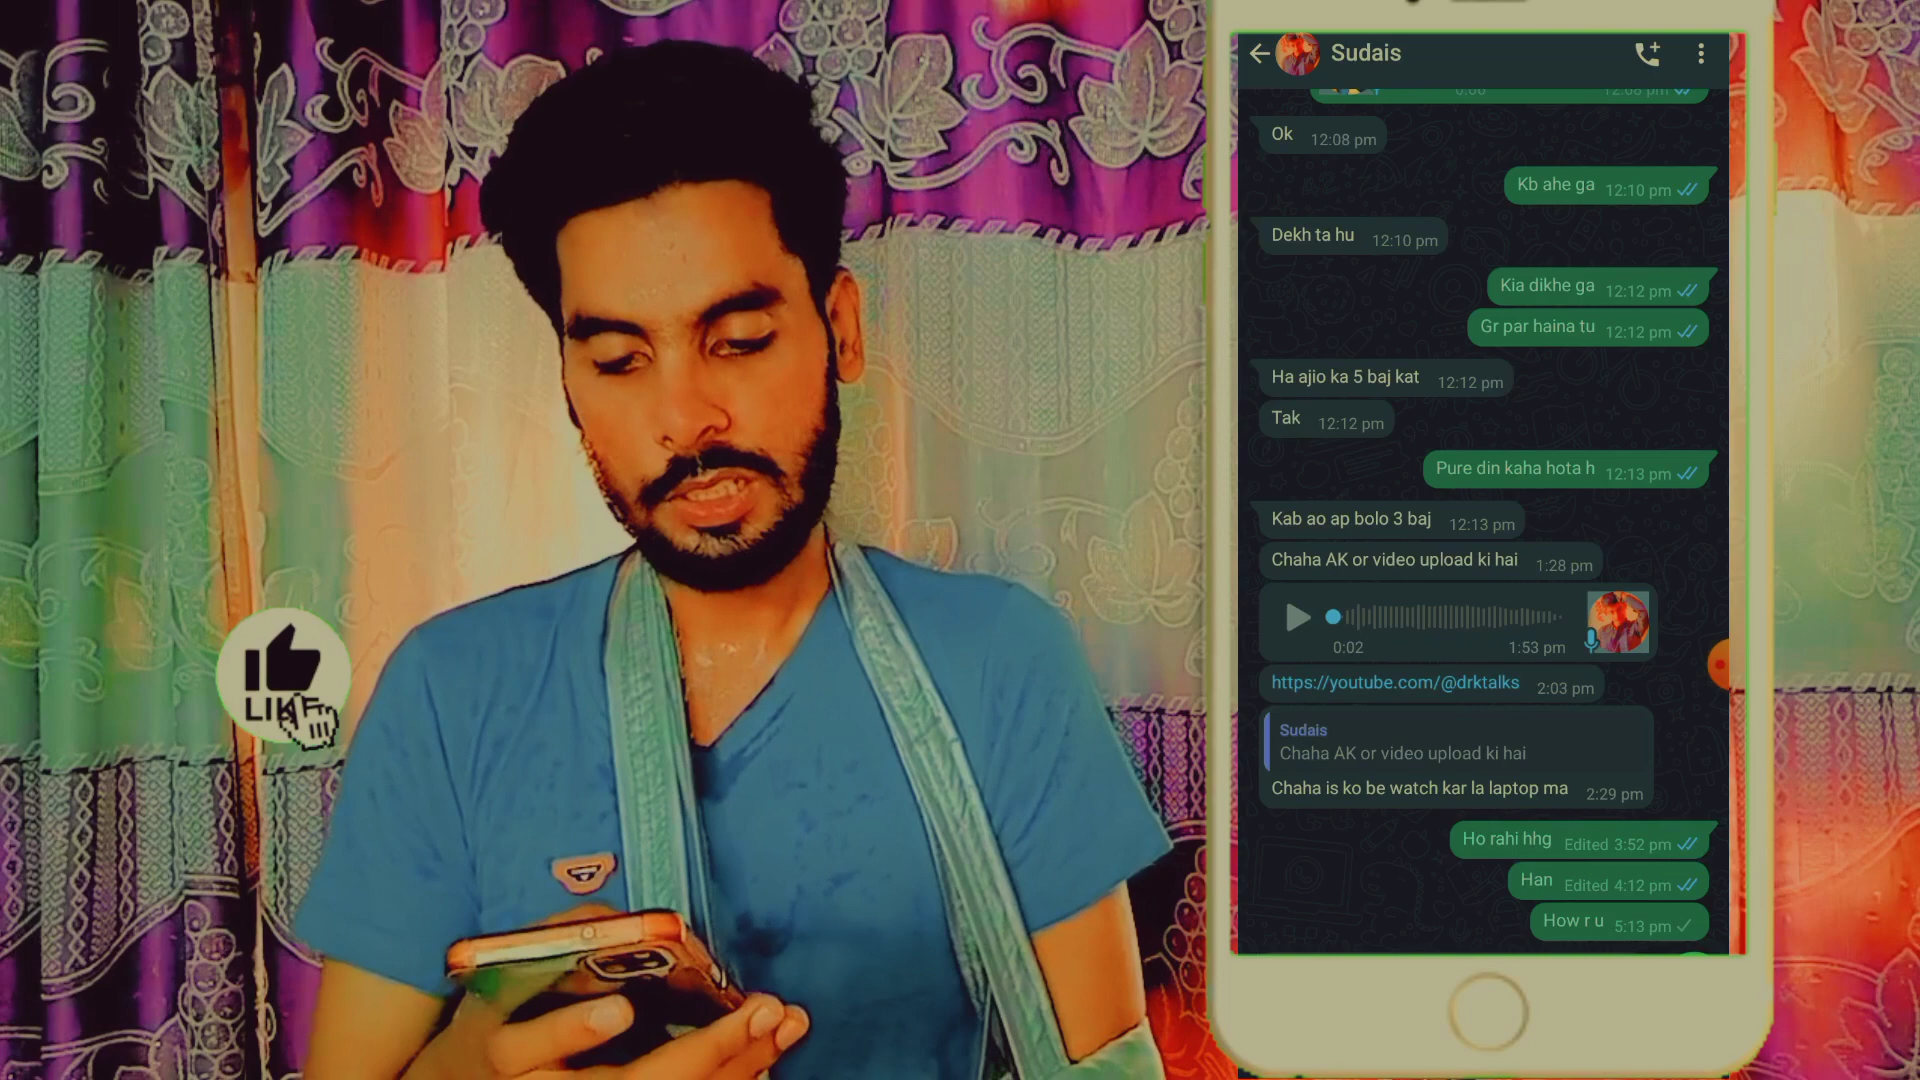 Sudais
0:00 12:08 pm
Ok 12:08 pm
Kb ahe ga 12:10 pm
Dekh ta hu 12:10 pm
Kia dikhe ga 12:12 pm
Gr par haina tu 12:12 pm
Ha ajio ka 5 baj kat 12:12 pm
Tak 12:12 pm
Pure din kaha hota h 12:13 pm
Kab ao ap bolo 3 baj 12:13 pm
Chaha AK or video upload ki hai 1:28 pm
0:02 1:53 pm
https://youtube.com/@drktalks 2:03 pm
Sudais
Chaha AK or video upload ki hai
Chaha is ko be watch kar la laptop ma 2:29 pm
Ho rahi hhg Edited 3:52 pm
Han Edited 4:12 pm
How r u 5:13 pm
LIKE